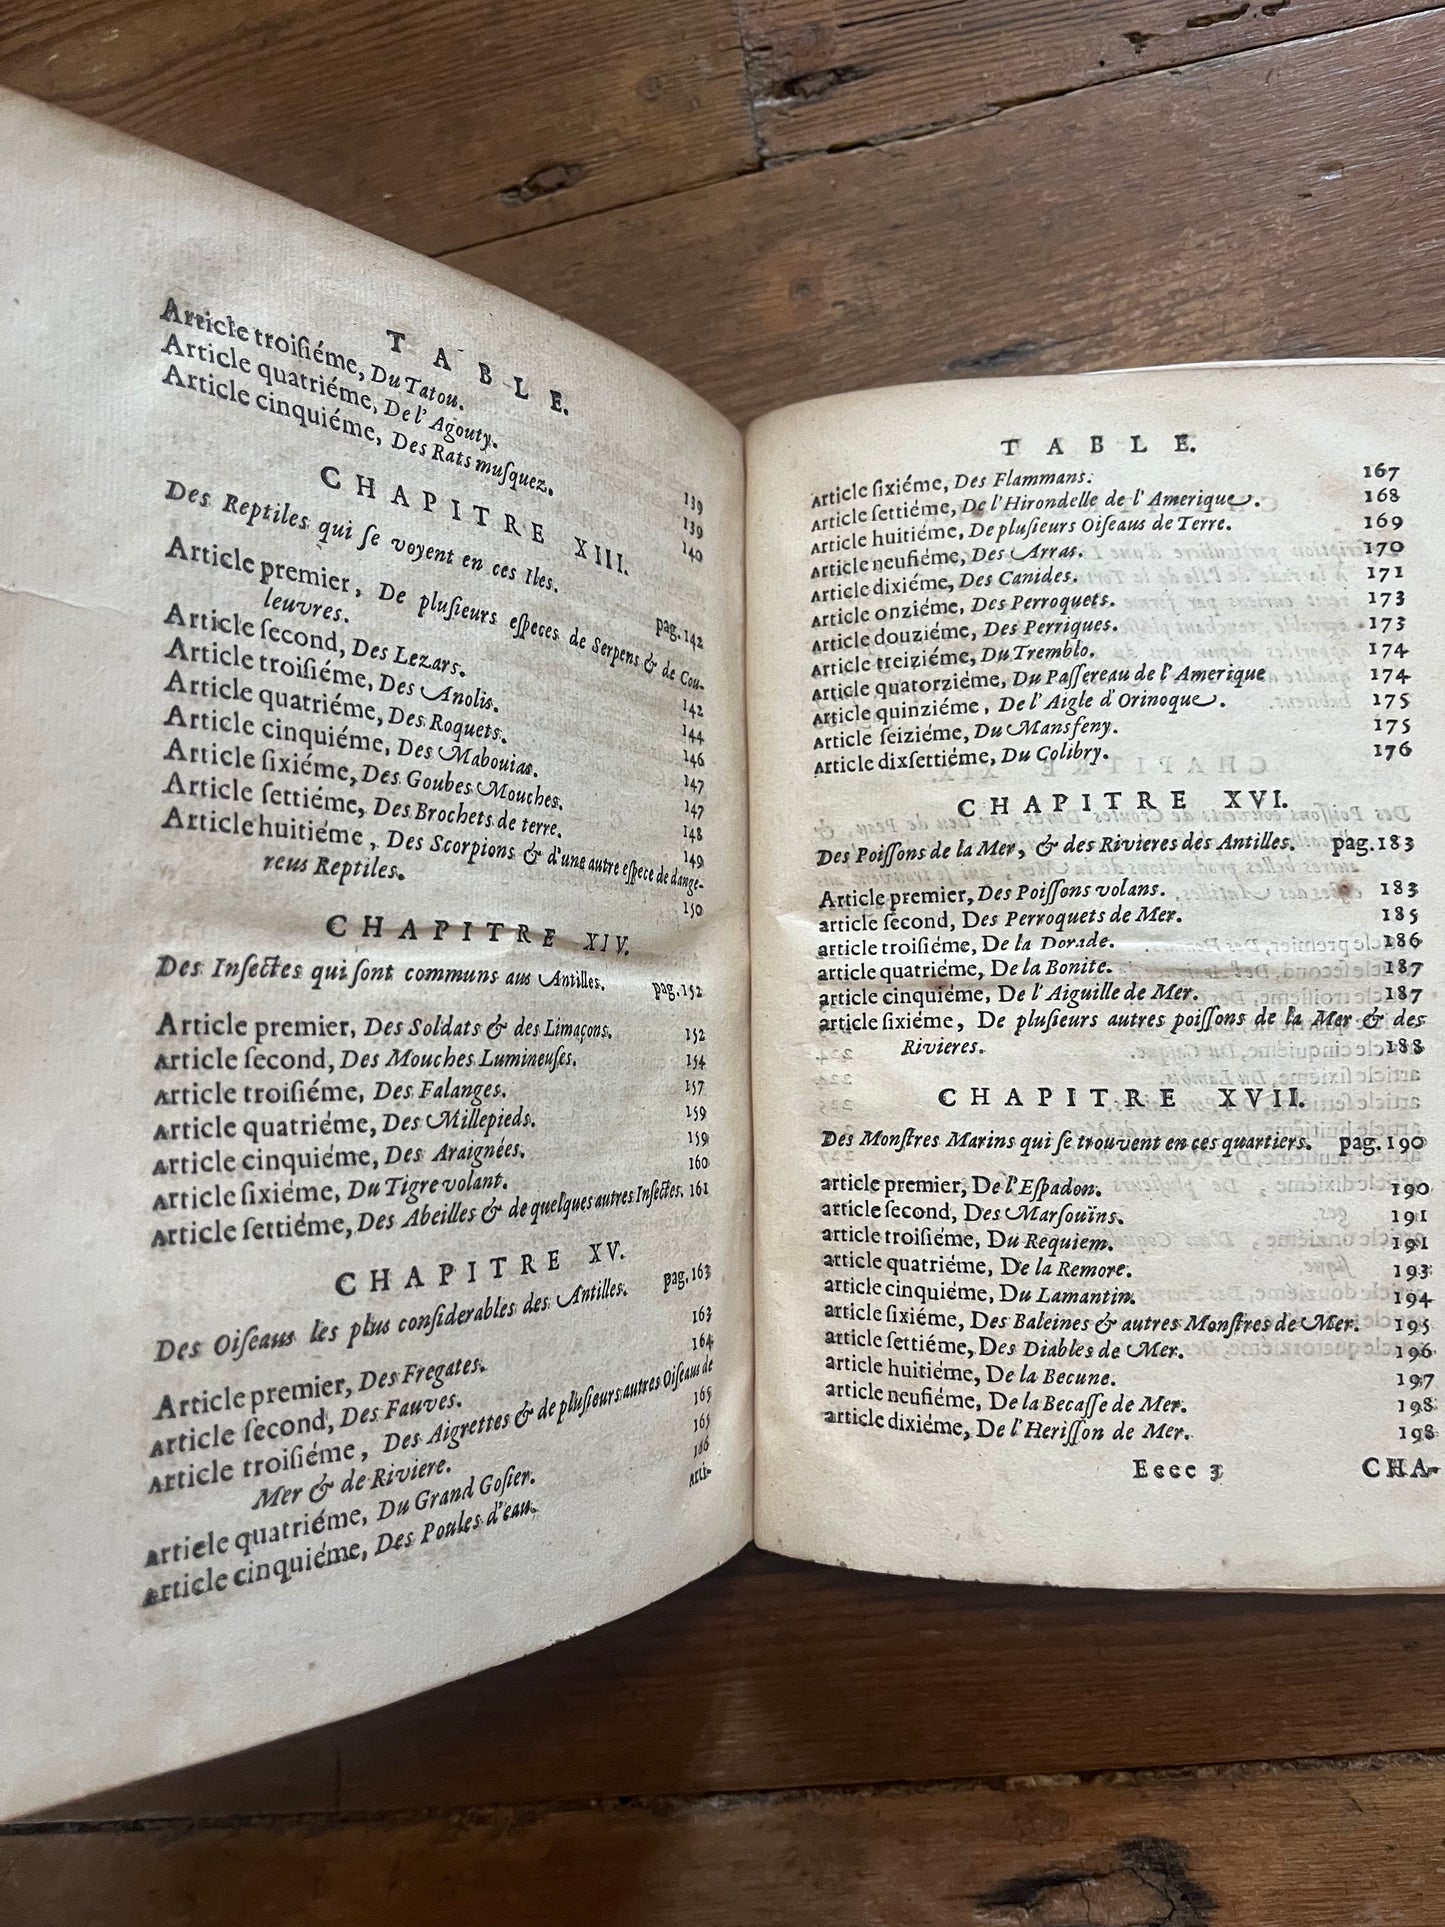 TABLE.
Article troisiéme, Du Tatou. 139
Article quatriéme, De l'Agouty. 139
Article cinquiéme, Des Rats musquez. 140
CHAPITRE XIII.
Des Reptiles qui se voyent en ces Iles. pag. 142
Article premier, De plusieurs especes de Serpens & de Cou-
leuvres. 142
Article second, Des Lezars. 144
Article troisiéme, Des Anolis. 146
Article quatriéme, Des Roquets. 147
Article cinquiéme, Des Mabouias. 147
Article sixiéme, Des Goubes Mouches. 148
Article settiéme, Des Brochets de terre. 149
Article huitiéme, Des Scorpions & d'une autre espece de dange-
reus Reptiles. 150
CHAPITRE XIV.
Des Insectes qui sont communs aus Antilles. pag. 152
Article premier, Des Soldats & des Limaçons. 152
Article second, Des Mouches Lumineuses. 154
Article troisiéme, Des Falanges. 157
Article quatriéme, Des Millepieds. 159
Article cinquiéme, Des Araignées. 159
Article sixiéme, Du Tigre volant. 160
Article settiéme, Des Abeilles & de quelques autres Insectes. 161
CHAPITRE XV.
Des Oiseaus les plus considerables des Antilles. pag. 163
Article premier, Des Fregates. 163
Article second, Des Fauves. 164
Article troisiéme, Des Aigrettes & de plusieurs autres Oiseaus de
Mer & de Riviere. 165
Article quatriéme, Du Grand Gosier. 165
Article cinquiéme, Des Poules d'eau. 166
Arti-
TABLE.
Article sixiéme, Des Flammans. 167
Article settiéme, De l'Hirondelle de l'Amerique. 168
Article huitiéme, De plusieurs Oiseaus de Terre. 169
Article neufiéme, Des Arras. 170
Article dixiéme, Des Canides. 171
Article onziéme, Des Perroquets. 173
Article douziéme, Des Perriques. 173
Article treiziéme, Du Tremblo. 174
Article quatorziéme, Du Passereau de l'Amerique 174
Article quinziéme, De l'Aigle d'Orinoque. 175
Article seiziéme, Du Mansfeny. 175
Article dixsettiéme, Du Colibry. 176
CHAPITRE XVI.
Des Poissons de la Mer, & des Rivieres des Antilles. pag. 183
Article premier, Des Poissons volans. 183
article second, Des Perroquets de Mer. 185
article troisiéme, De la Dorade. 186
article quatriéme, De la Bonite. 187
article cinquiéme, De l'Aiguille de Mer. 187
article sixiéme, De plusieurs autres poissons de la Mer & des
Rivieres. 188
CHAPITRE XVII.
Des Monstres Marins qui se trouvent en ces quartiers. pag. 190
article premier, De l'Espadon. 190
article second, Des Marsouïns. 191
article troisiéme, Du Requiem. 191
article quatriéme, De la Remore. 193
article cinquiéme, Du Lamantin. 194
article sixiéme, Des Baleines & autres Monstres de Mer. 195
article settiéme, Des Diables de Mer. 196
article huitiéme, De la Becune. 197
article neufiéme, De la Becasse de Mer. 198
article dixiéme, De l'Herisson de Mer. 198
Eeee 3 CHA-